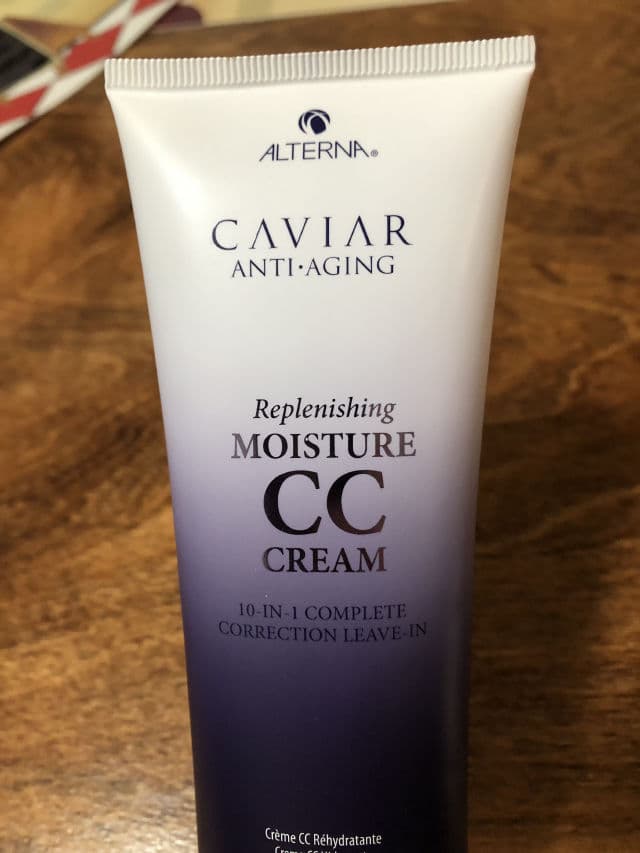 ALTERNA®
CAVIAR
ANTI·AGING
Replenishing
MOISTURE
CC
CREAM
10-IN-1 COMPLETE
CORRECTION LEAVE-IN
Crème CC Réhydratante